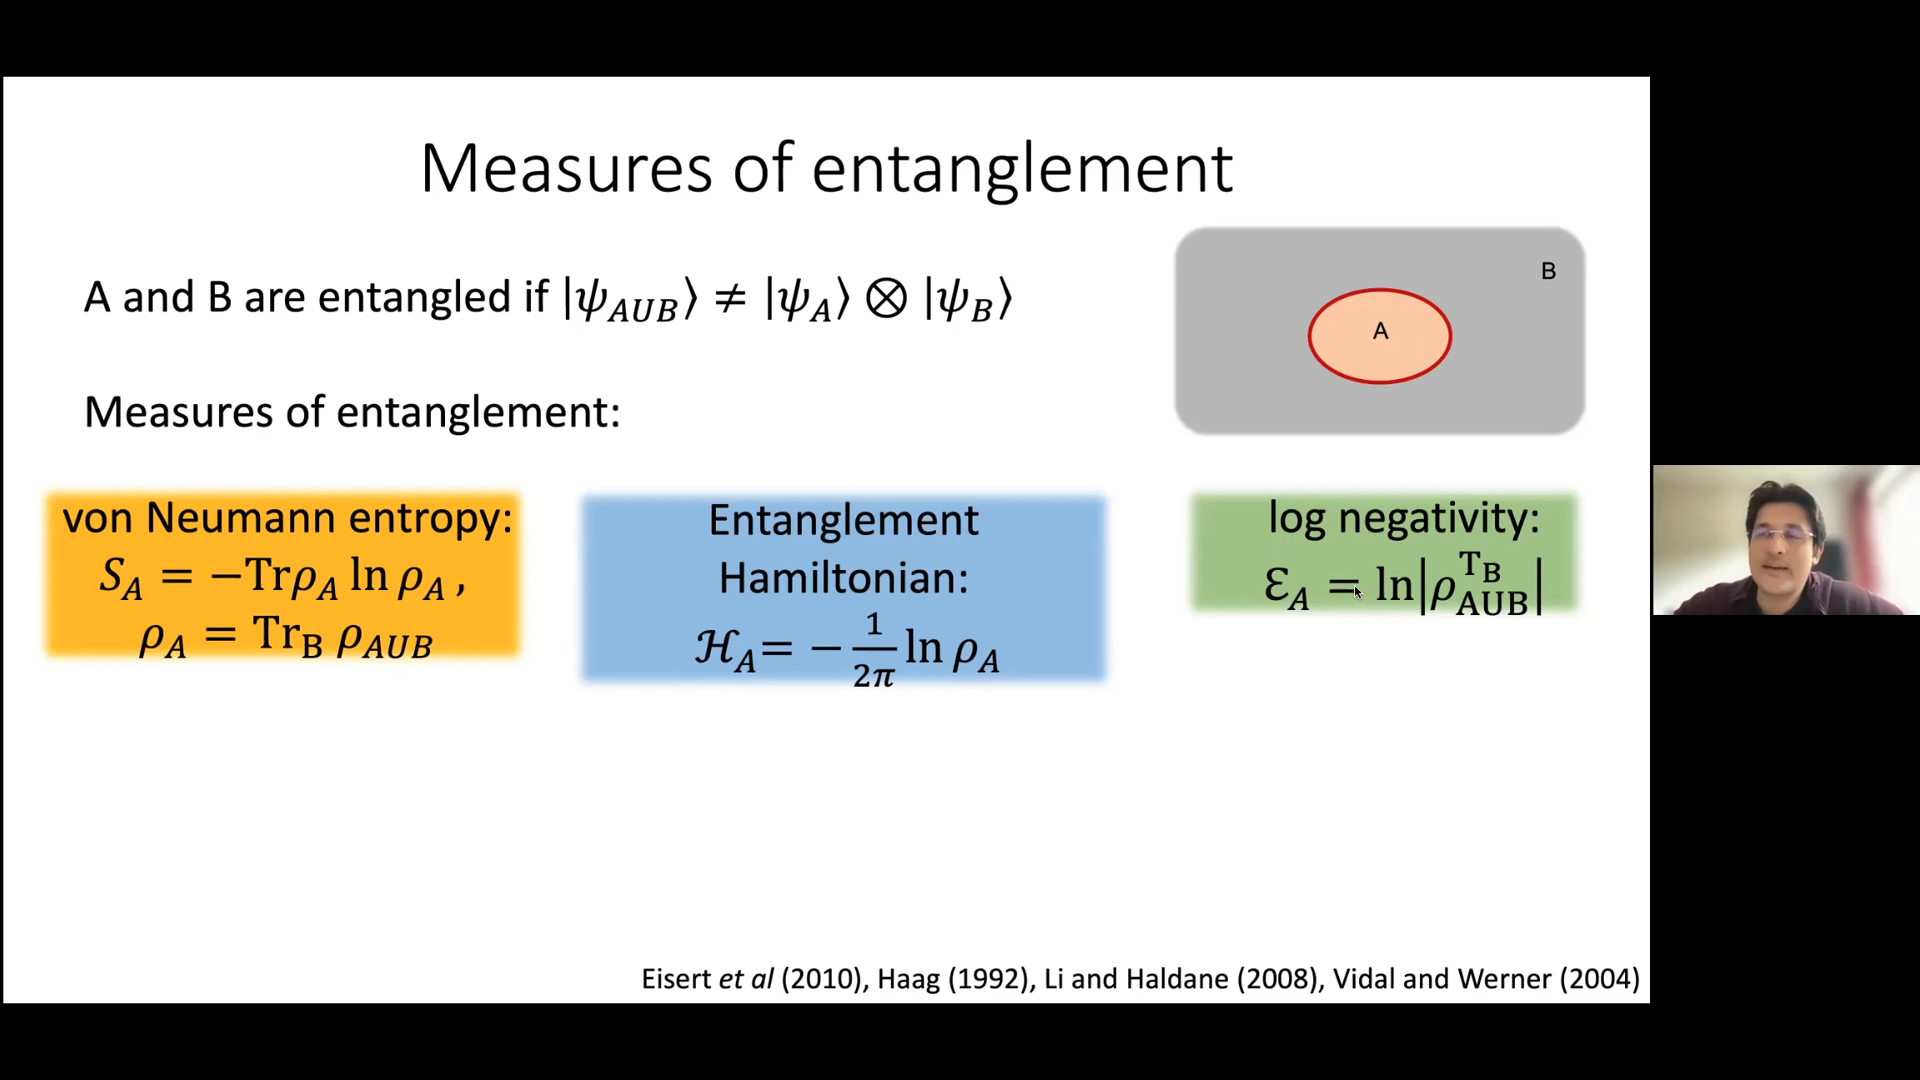 Measures of entanglement
A and B are entangled if |ψ_{AUB}⟩ ≠ |ψ_A⟩ ⊗ |ψ_B⟩
B
A
Measures of entanglement:
von Neumann entropy:
S_A = −Trρ_A ln ρ_A ,
ρ_A = Tr_B ρ_{AUB}
Entanglement
Hamiltonian:
ℋ_A= − 1/2π ln ρ_A
log negativity:
Ɛ_A = ln|ρ_{AUB}^{T_B}|
Eisert et al (2010), Haag (1992), Li and Haldane (2008), Vidal and Werner (2004)